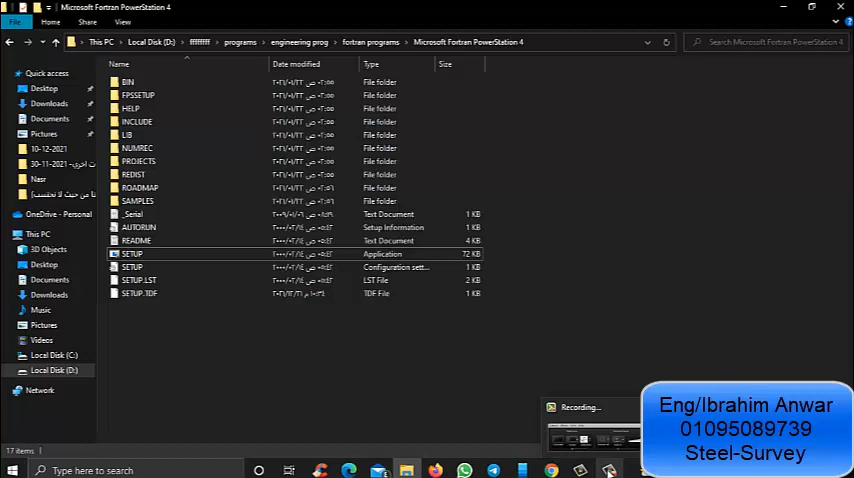 Microsoft Fortran PowerStation 4
File Home Share View
This PC › Local Disk (D:) › ffffffff › programs › engineering prog › fortran programs › Microsoft Fortran PowerStation 4
Search Microsoft Fortran PowerStation 4
Name Date modified Type Size
Quick access
Desktop
Downloads
Documents
Pictures
10-12-2021
30-11-2021
Nasr
نا من حيث لا نحتسب
OneDrive - Personal
This PC
3D Objects
Desktop
Documents
Downloads
Music
Pictures
Videos
Local Disk (C:)
Local Disk (D:)
Network
BIN File folder
FPSSETUP File folder
HELP File folder
INCLUDE File folder
LIB File folder
NUMREC File folder
PROJECTS File folder
REDIST File folder
ROADMAP File folder
SAMPLES File folder
_Serial Text Document 1 KB
AUTORUN Setup Information 1 KB
README Text Document 4 KB
SETUP Application 72 KB
SETUP Configuration sett... 1 KB
SETUP.LST LST File 2 KB
SETUP.TDF TDF File 1 KB
Recording...
Eng/Ibrahim Anwar
01095089739
Steel-Survey
17 items
Type here to search